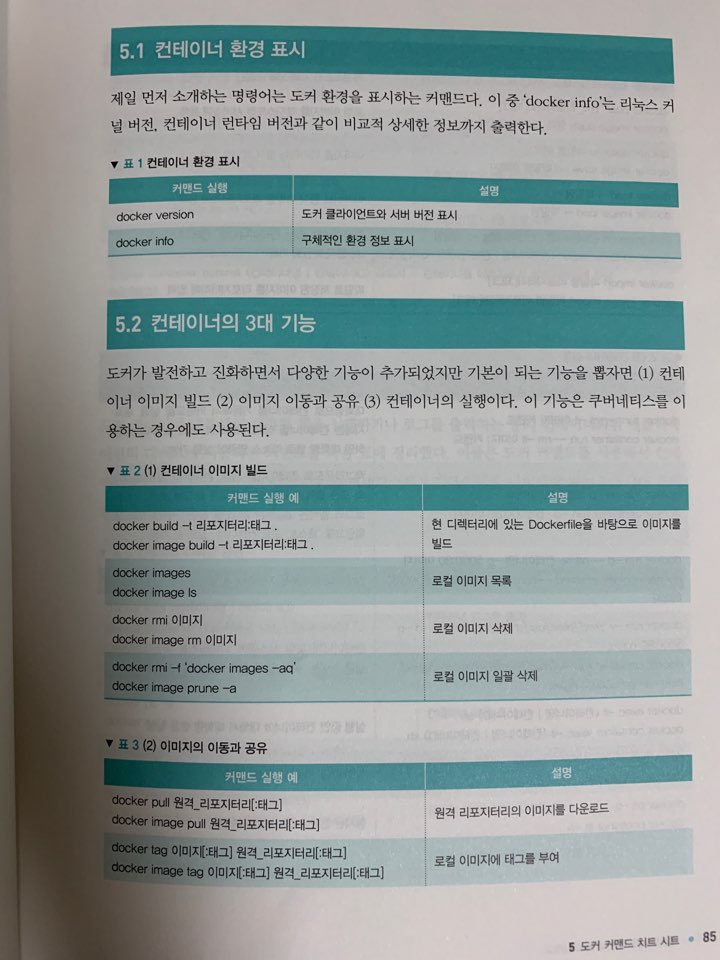 5.1 컨테이너 환경 표시
제일 먼저 소개하는 명령어는 도커 환경을 표시하는 커맨드다. 이 중 'docker info'는 리눅스 커
널 버전, 컨테이너 런타임 버전과 같이 비교적 상세한 정보까지 출력한다.
▼ 표 1 컨테이너 환경 표시
커맨드 실행 설명
docker version 도커 클라이언트와 서버 버전 표시
docker info 구체적인 환경 정보 표시
5.2 컨테이너의 3대 기능
도커가 발전하고 진화하면서 다양한 기능이 추가되었지만 기본이 되는 기능을 뽑자면 (1) 컨테
이너 이미지 빌드 (2) 이미지 이동과 공유 (3) 컨테이너의 실행이다. 이 기능은 쿠버네티스를 이
용하는 경우에도 사용된다.
▼ 표 2 (1) 컨테이너 이미지 빌드
커맨드 실행 예 설명
docker build -t 리포지터리:태그 .
docker image build -t 리포지터리:태그 .
현 디렉터리에 있는 Dockerfile을 바탕으로 이미지를
빌드
docker images
docker image ls
로컬 이미지 목록
docker rmi 이미지
docker image rm 이미지
로컬 이미지 삭제
docker rmi -f 'docker images -aq'
docker image prune -a
로컬 이미지 일괄 삭제
▼ 표 3 (2) 이미지의 이동과 공유
커맨드 실행 예 설명
docker pull 원격_리포지터리[:태그]
docker image pull 원격_리포지터리[:태그]
원격 리포지터리의 이미지를 다운로드
docker tag 이미지[:태그] 원격_리포지터리[:태그]
docker image tag 이미지[:태그] 원격_리포지터리[:태그]
로컬 이미지에 태그를 부여
5 도커 커맨드 치트 시트 • 85